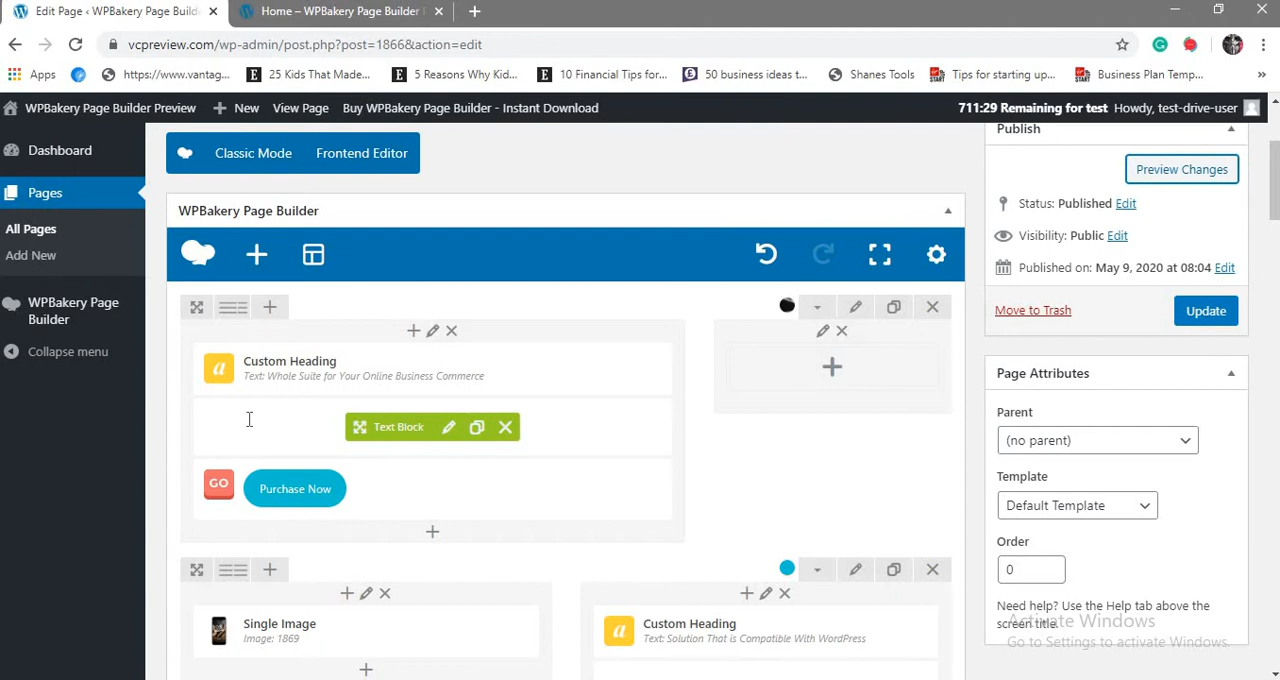 Edit Page ‹ WPBakery Page Build
Home – WPBakery Page Builder
vcpreview.com/wp-admin/post.php?post=1866&action=edit
Apps
https://www.vantag...
25 Kids That Made...
5 Reasons Why Kid...
10 Financial Tips for...
50 business ideas t...
Shanes Tools
Tips for starting up...
Business Plan Temp...
»
WPBakery Page Builder Preview
New
View Page
Buy WPBakery Page Builder - Instant Download
711:29 Remaining for test
Howdy, test-drive-user
Dashboard
Pages
All Pages
Add New
WPBakery Page
Builder
Collapse menu
Classic Mode
Frontend Editor
WPBakery Page Builder
Custom Heading
Text: Whole Suite for Your Online Business Commerce
Text Block
GO
Purchase Now
Single Image
Image: 1869
Custom Heading
Text: Solution That is Compatible With WordPress
Publish
Preview Changes
Status: Published Edit
Visibility: Public Edit
Published on: May 9, 2020 at 08:04 Edit
Move to Trash
Update
Page Attributes
Parent
(no parent)
Template
Default Template
Order
0
Need help? Use the Help tab above the
screen title.
Activate Windows
Go to Settings to activate Windows.